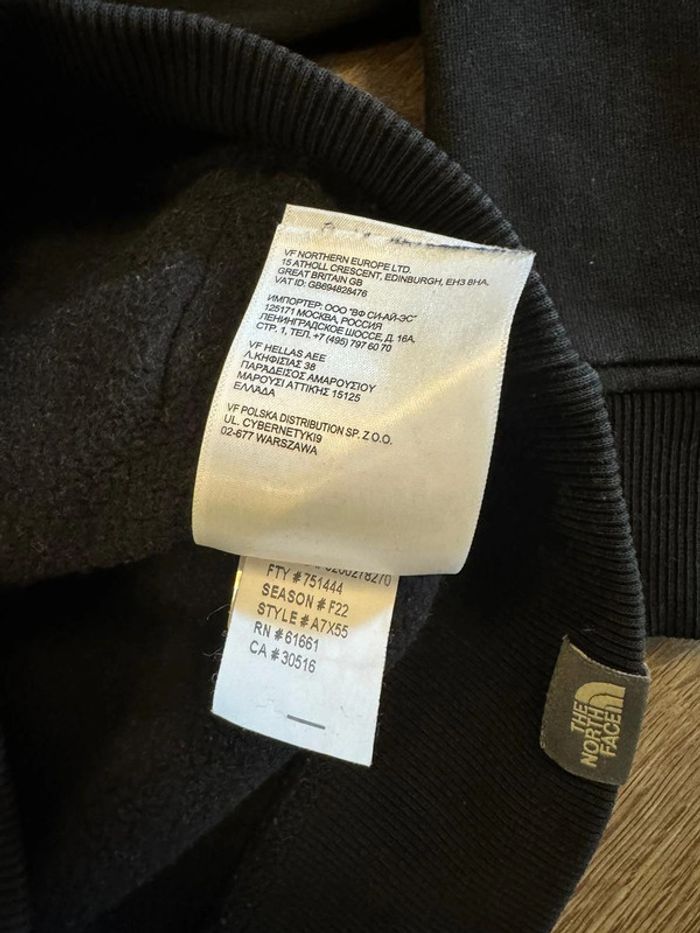 VF NORTHERN EUROPE LTD.
15 ATHOLL CRESCENT, EDINBURGH, EH3 8HA.
GREAT BRITAIN GB
VAT ID: GB694828476
ИМПОРТЕР: ООО "ВФ СИ-АЙ-ЭС"
125171 МОСКВА, РОССИЯ
ЛЕНИНГРАДСКОЕ ШОССЕ, Д. 16А,
СТР. 1, ТЕЛ. +7 (495) 797 60 70
VF HELLAS AEE
Λ.ΚΗΦΙΣΙΑΣ 38
ΠΑΡΑΔΕΙΣΟΣ ΑΜΑΡΟΥΣΙΟΥ
ΜΑΡΟΥΣΙ ΑΤΤΙΚΗΣ 15125
ΕΛΛΑΔΑ
VF POLSKA DISTRIBUTION SP. Z O.O.
UL. CYBERNETYKI9
02-677 WARSZAWA
FTY # 751444
SEASON # F22
STYLE # A7X55
RN # 61661
CA # 30516
THE
NORTH
FACE